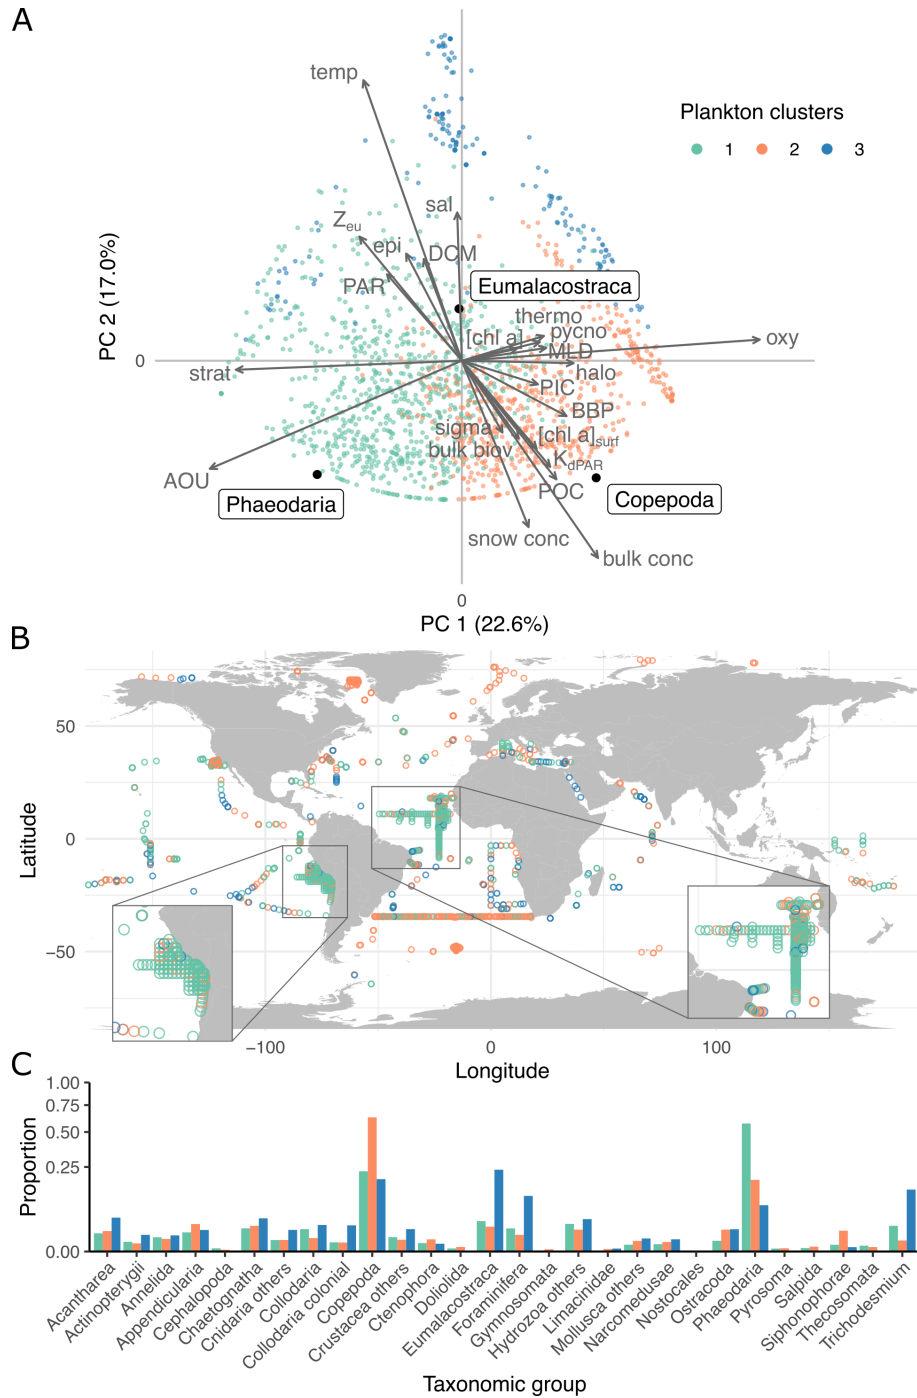 A
Plankton clusters
1 2 3
temp
sal
Zeu
epi
DCM
PAR
Eumalacostraca
thermo
[chl a]
pycno
oxy
MLD
halo
strat
PIC
BBP
sigma
[chl a]surf
bulk biov
KdPAR
AOU
POC
Phaeodaria
Copepoda
snow conc
bulk conc
PC 2 (17.0%)
0
0
PC 1 (22.6%)
B
50
0
−50
Latitude
−100 0 100
Longitude
C
1.00
0.75
0.50
0.25
0.00
Proportion
Acantharea
Actinopterygii
Annelida
Appendicularia
Cephalopoda
Chaetognatha
Cnidaria others
Collodaria
Collodaria colonial
Copepoda
Crustacea others
Ctenophora
Doliolida
Eumalacostraca
Foraminifera
Gymnosomata
Hydrozoa others
Limacinidae
Mollusca others
Narcomedusae
Nostocales
Ostracoda
Phaeodaria
Pyrosoma
Salpida
Siphonophorae
Thecosomata
Trichodesmium
Taxonomic group